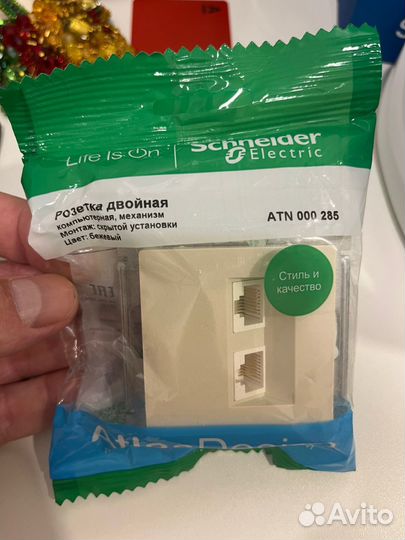 Life Is On | Schneider Electric
Розетка двойная
компьютерная, механизм
Монтаж: скрытой установки
Цвет: бежевый
ATN 000 285
Стиль и
качество
EAC
Avito